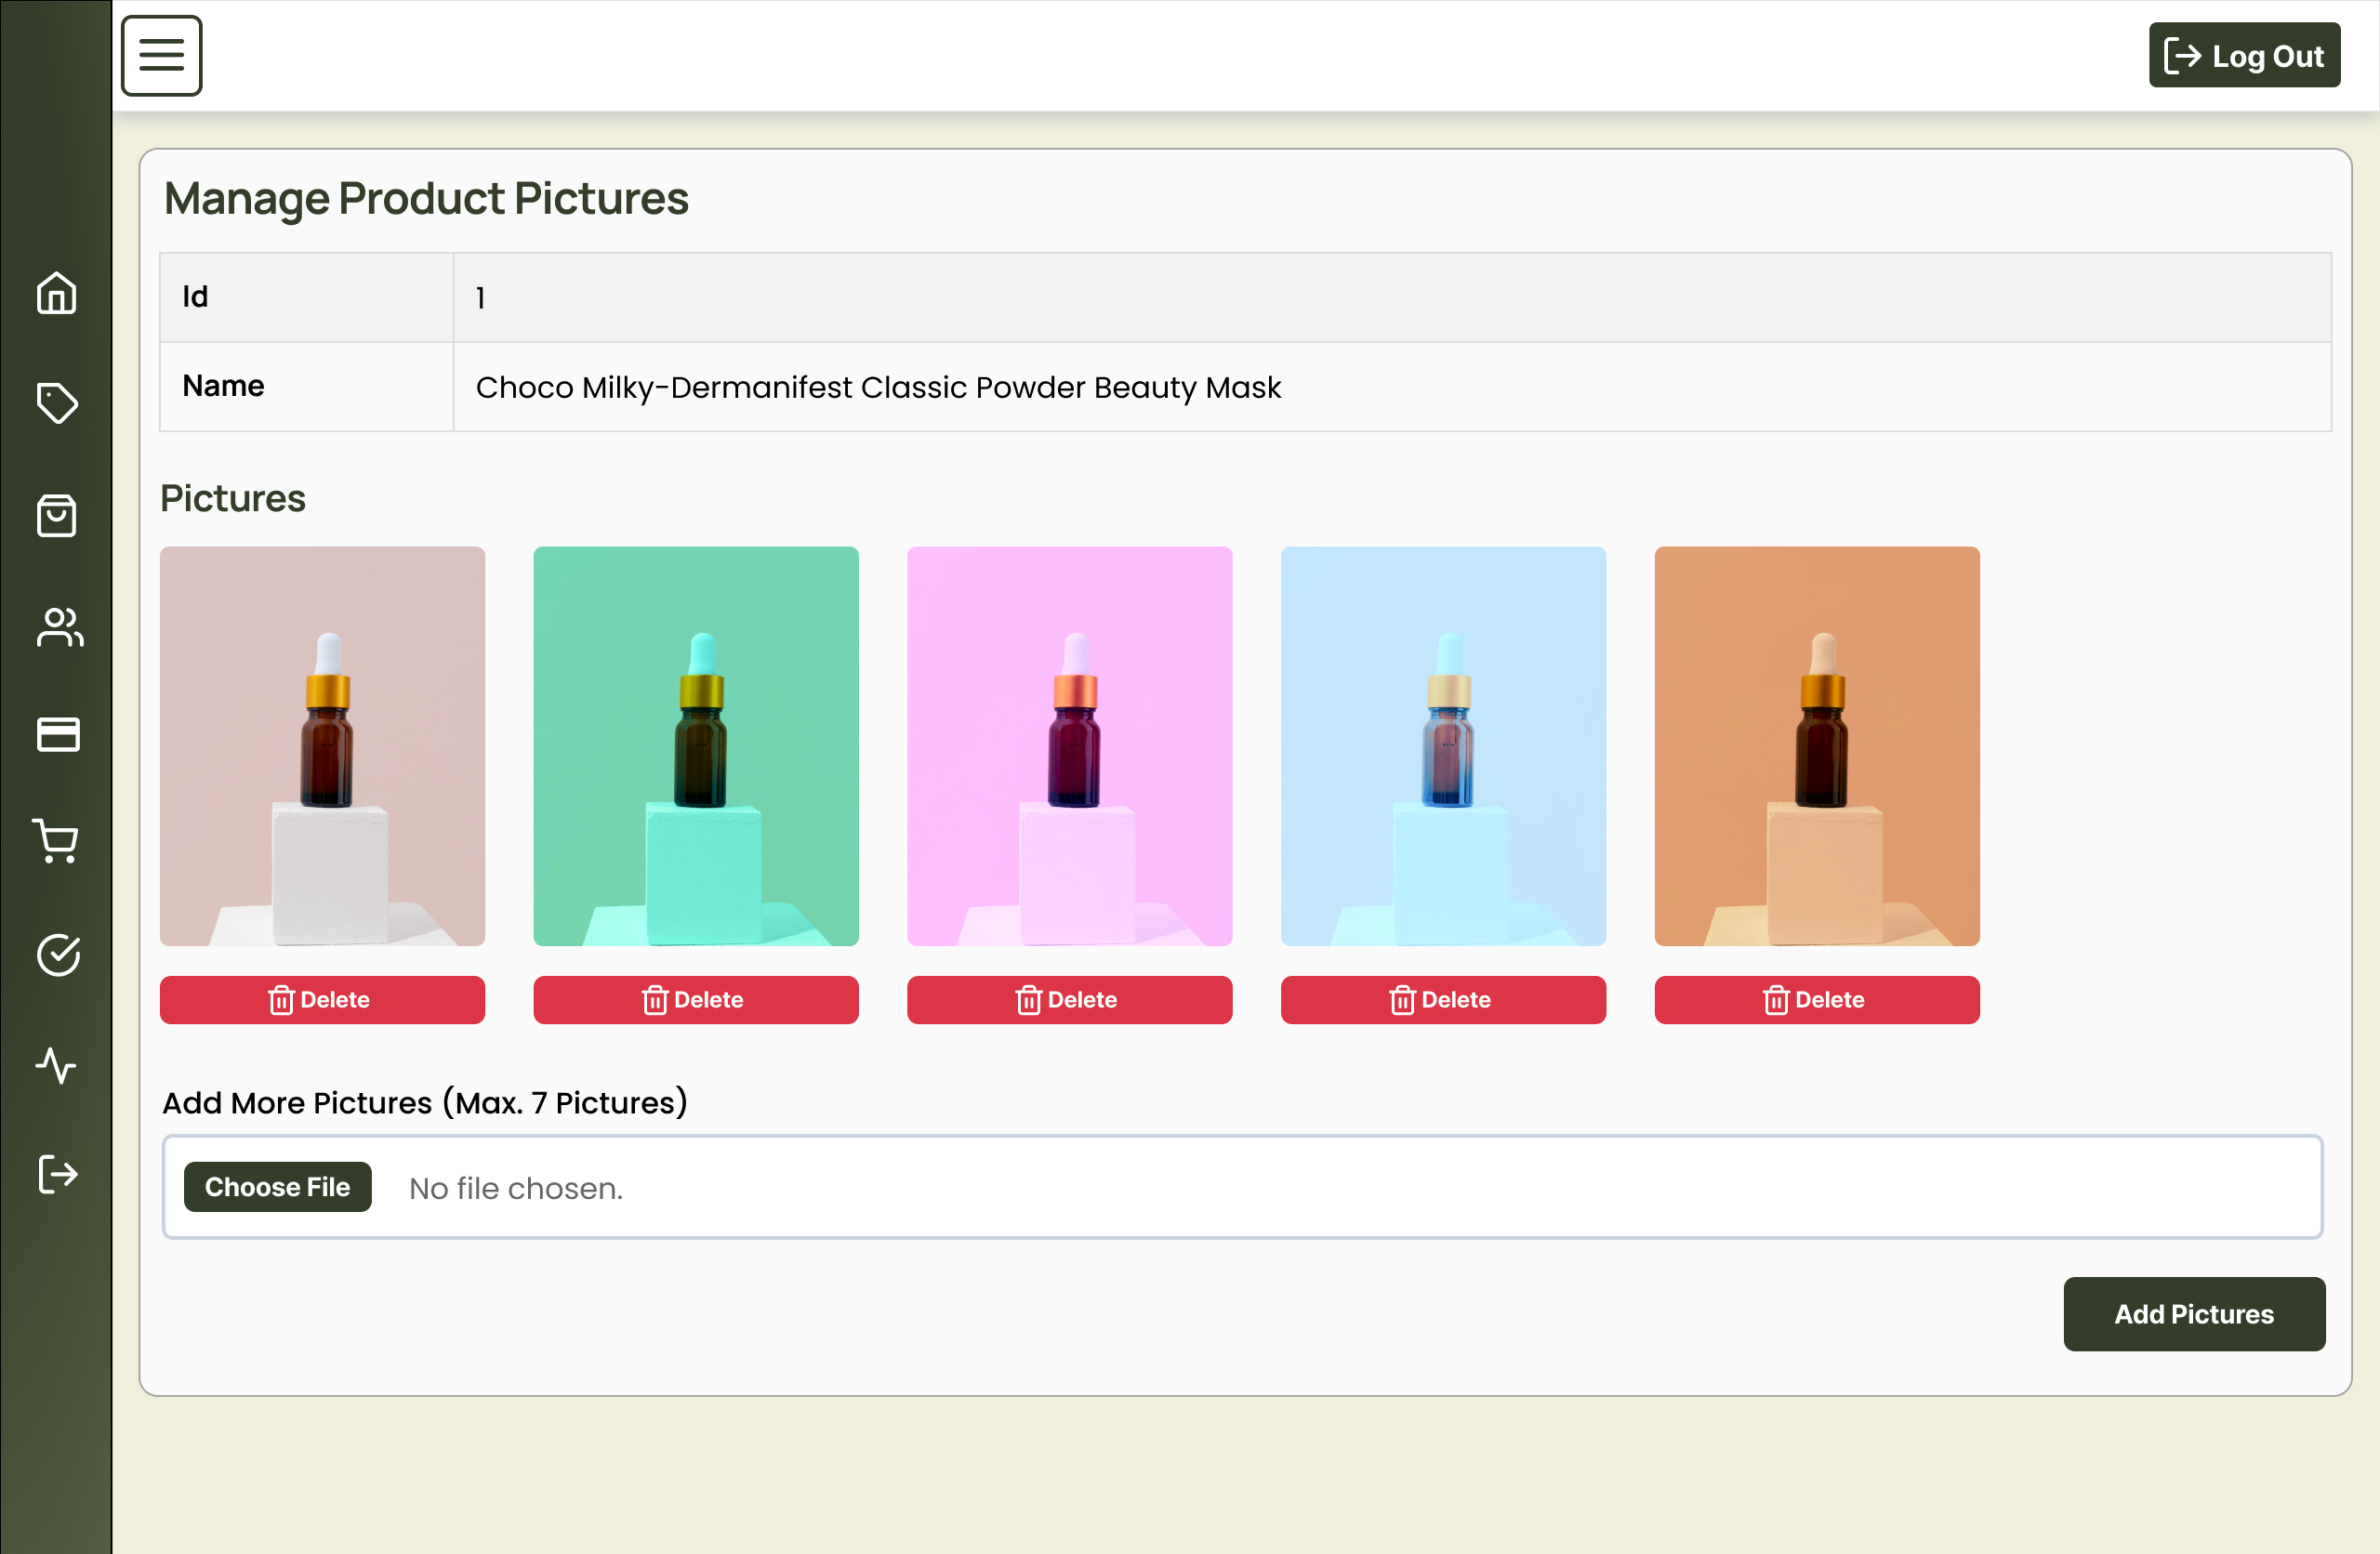 Log Out
Manage Product Pictures
Id
1
Name
Choco Milky-Dermanifest Classic Powder Beauty Mask
Pictures
Delete
Delete
Delete
Delete
Delete
Add More Pictures (Max. 7 Pictures)
Choose File
No file chosen.
Add Pictures